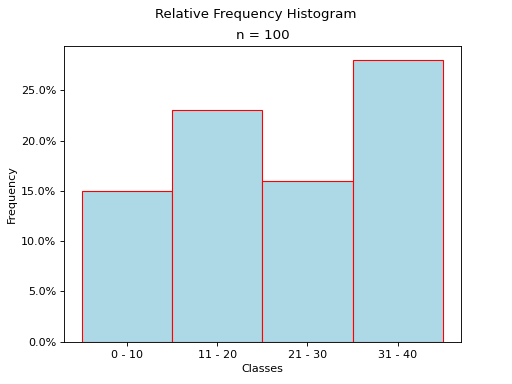 Relative Frequency Histogram
n = 100
25.0%
20.0%
15.0%
10.0%
5.0%
0.0%
Frequency
0 - 10
11 - 20
21 - 30
31 - 40
Classes